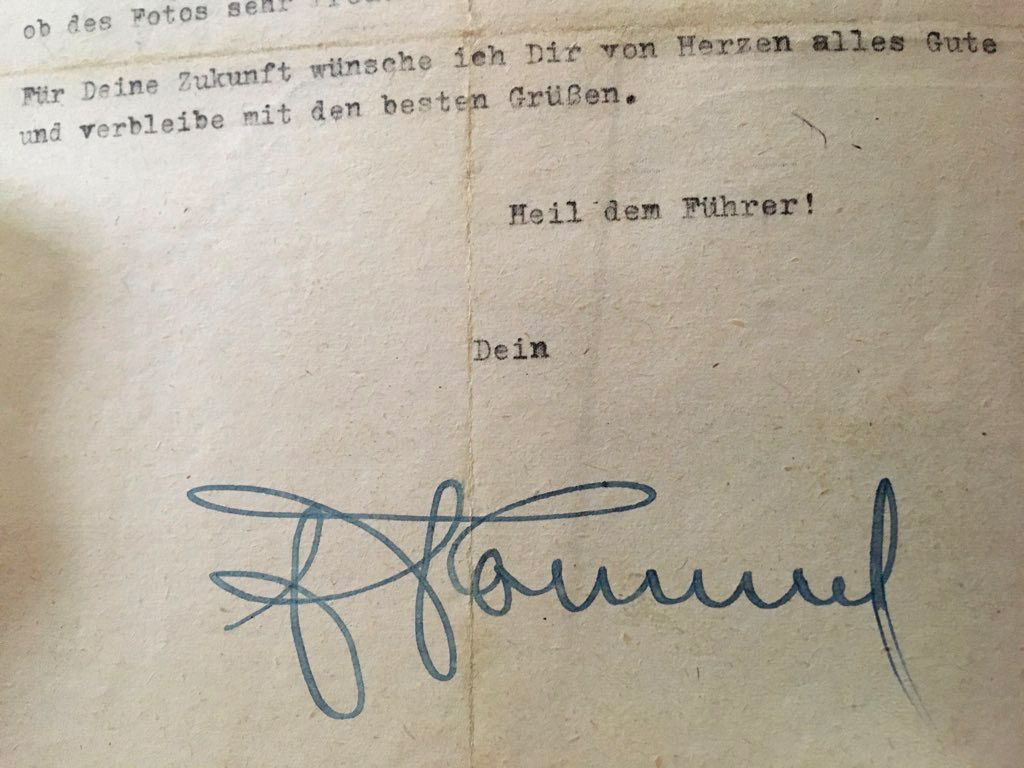 ob des Fotos sehr
Für Deine Zukunft wünsche ich Dir von Herzen alles Gute
und verbleibe mit den besten Grüßen.
Heil dem Führer!
Dein